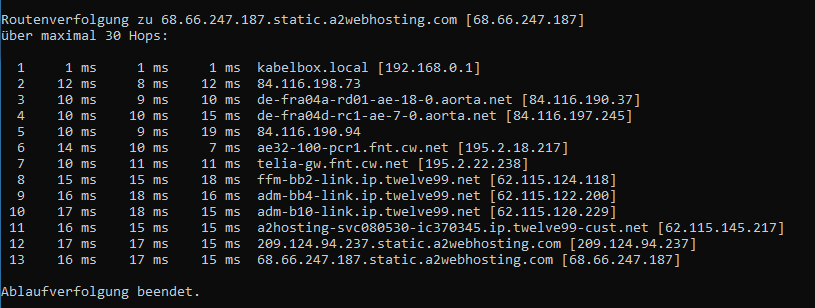 Routenverfolgung zu 68.66.247.187.static.a2webhosting.com [68.66.247.187]
über maximal 30 Hops:
1 1 ms 1 ms 1 ms kabelbox.local [192.168.0.1]
2 12 ms 8 ms 12 ms 84.116.198.73
3 10 ms 9 ms 10 ms de-fra04a-rd01-ae-18-0.aorta.net [84.116.190.37]
4 10 ms 10 ms 15 ms de-fra04d-rc1-ae-7-0.aorta.net [84.116.197.245]
5 10 ms 9 ms 19 ms 84.116.190.94
6 14 ms 10 ms 7 ms ae32-100-pcr1.fnt.cw.net [195.2.18.217]
7 10 ms 11 ms 11 ms telia-gw.fnt.cw.net [195.2.22.238]
8 15 ms 15 ms 18 ms ffm-bb2-link.ip.twelve99.net [62.115.124.118]
9 16 ms 18 ms 16 ms adm-bb4-link.ip.twelve99.net [62.115.122.200]
10 17 ms 18 ms 15 ms adm-b10-link.ip.twelve99.net [62.115.120.229]
11 16 ms 15 ms 15 ms a2hosting-svc080530-ic370345.ip.twelve99-cust.net [62.115.145.217]
12 17 ms 17 ms 15 ms 209.124.94.237.static.a2webhosting.com [209.124.94.237]
13 16 ms 17 ms 15 ms 68.66.247.187.static.a2webhosting.com [68.66.247.187]
Ablaufverfolgung beendet.